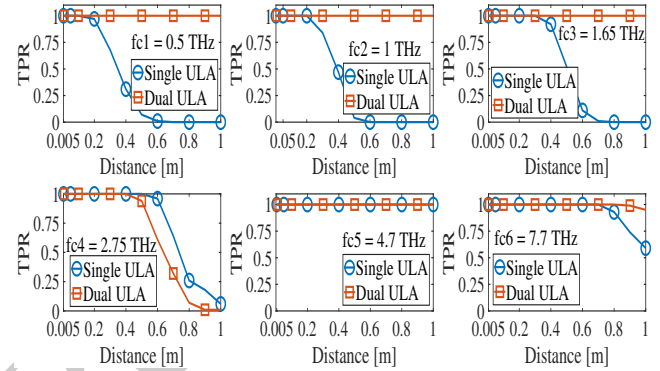 1
0.75
0.5
0.25
0
TPR
fc1 = 0.5 THz
Single ULA
Dual ULA
0.005 0.2 0.4 0.6 0.8 1
Distance [m]
1
0.75
0.5
0.25
0
TPR
fc2 = 1 THz
Single ULA
Dual ULA
0.005 0.2 0.4 0.6 0.8 1
Distance [m]
1
0.75
0.5
0.25
0
TPR
fc3 = 1.65 THz
Single ULA
Dual ULA
0.005 0.2 0.4 0.6 0.8 1
Distance [m]
1
0.75
0.5
0.25
0
TPR
fc4 = 2.75 THz
Single ULA
Dual ULA
0.005 0.2 0.4 0.6 0.8 1
Distance [m]
1
0.75
0.5
0.25
0
TPR
fc5 = 4.7 THz
Single ULA
Dual ULA
0.005 0.2 0.4 0.6 0.8 1
Distance [m]
1
0.75
0.5
0.25
0
TPR
fc6 = 7.7 THz
Single ULA
Dual ULA
0.005 0.2 0.4 0.6 0.8 1
Distance [m]